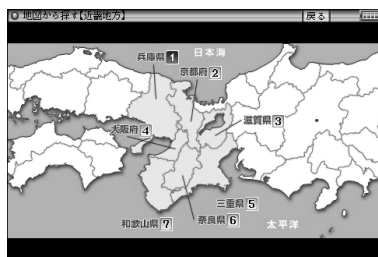 地図から探す【近畿地方】 戻る
日本海
兵庫県 1
京都府 2
滋賀県 3
大阪府 4
三重県 5
奈良県 6
和歌山県 7
太平洋